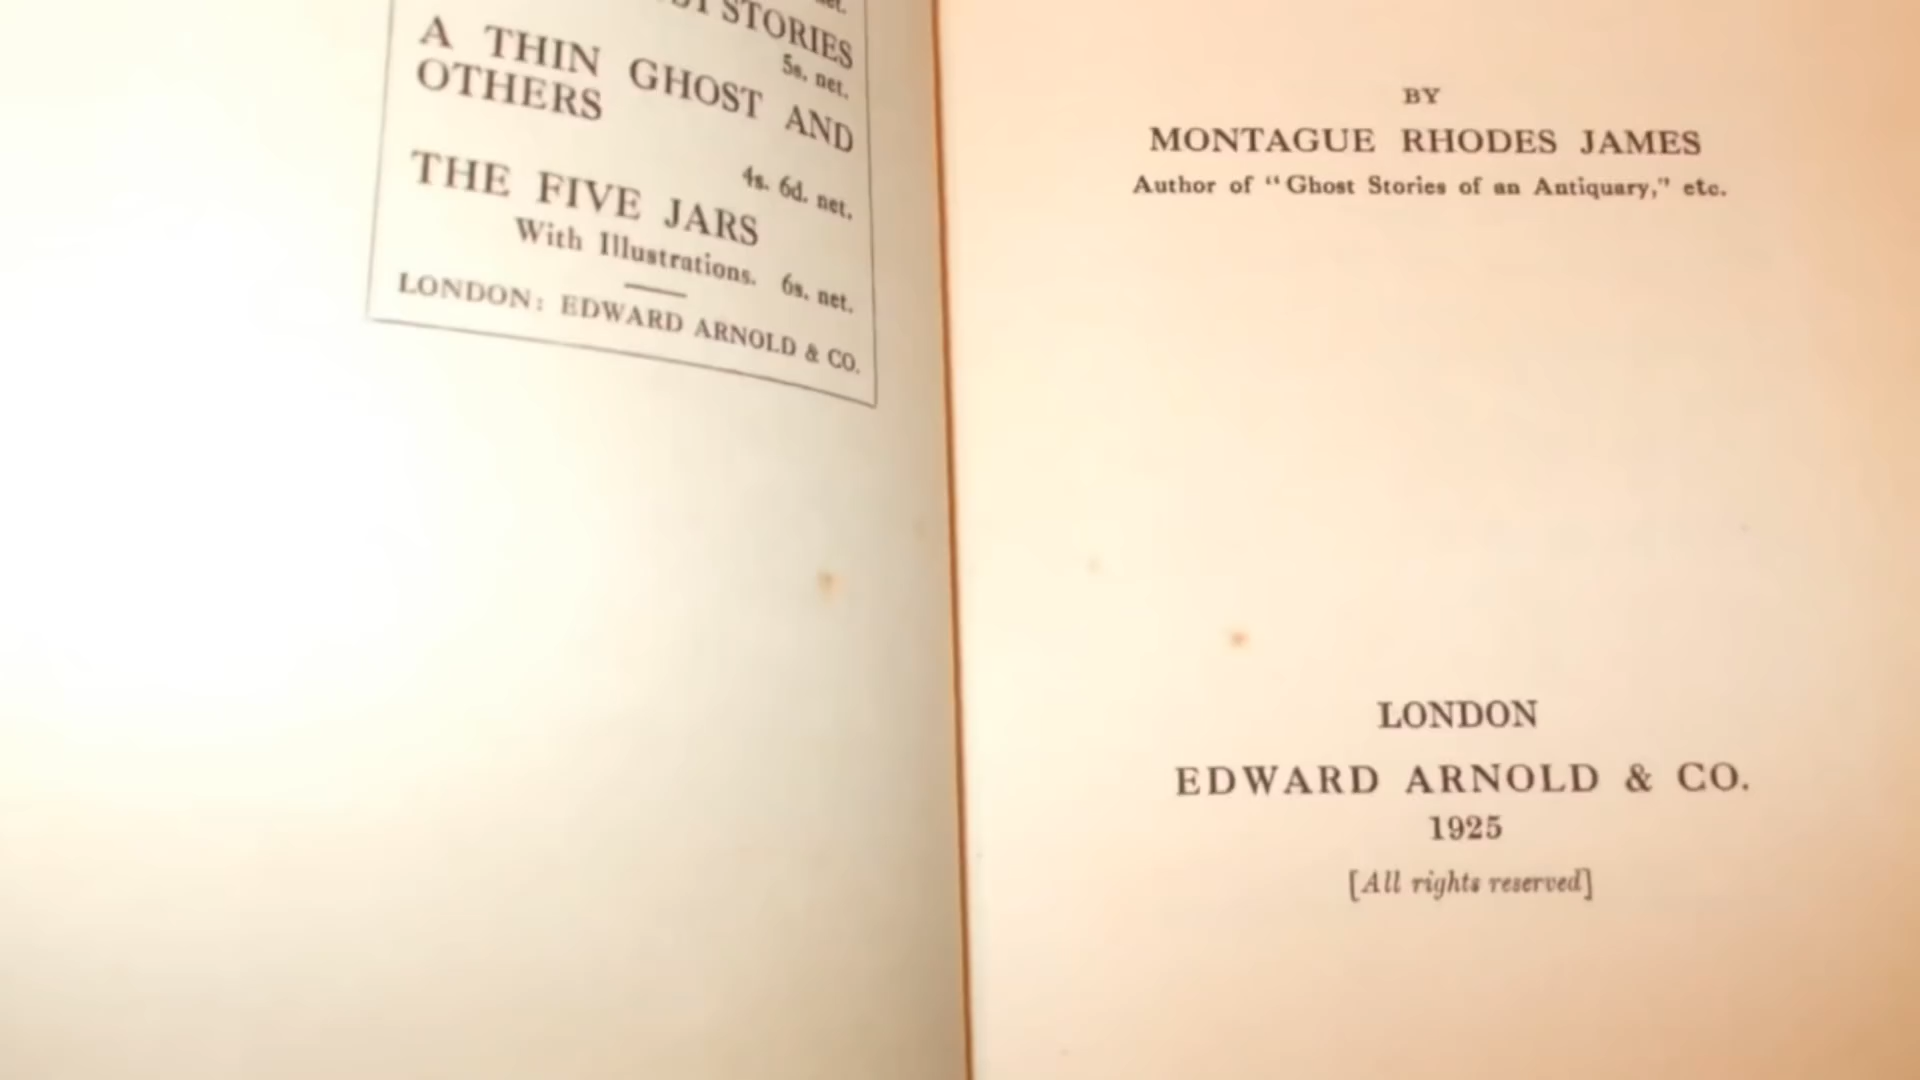 STORIES
5s. net.
A THIN GHOST AND
OTHERS
4s. 6d. net.
THE FIVE JARS
With Illustrations. 6s. net.
LONDON: EDWARD ARNOLD & CO.
BY
MONTAGUE RHODES JAMES
Author of “Ghost Stories of an Antiquary,” etc.
LONDON
EDWARD ARNOLD & CO.
1925
[All rights reserved]